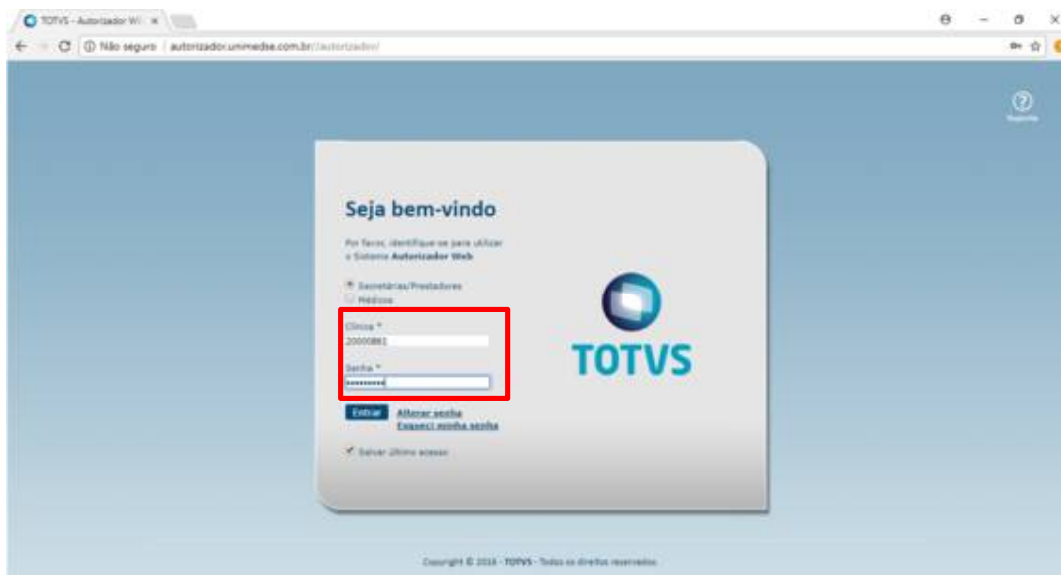 TOTVS - Autorizador We
Não seguro | autorizador.unimedse.com.br//autorizador/
Suporte
Seja bem-vindo
Por favor, identifique-se para utilizar
o Sistema Autorizador Web
Secretárias/Prestadores
Médicos
Clínica *
20000861
Senha *
TOTVS
Entrar Alterar senha
Esqueci minha senha
Salvar último acesso
Copyright © 2016 - TOTVS - Todos os direitos reservados.